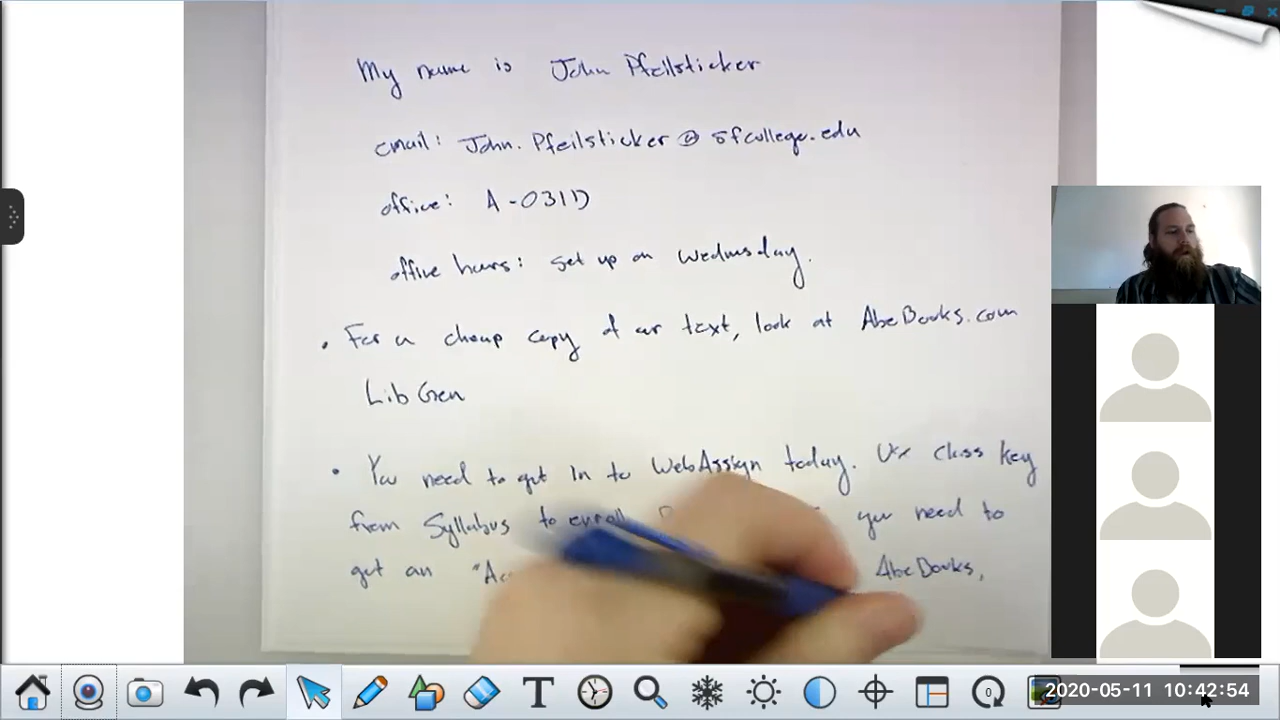 My name is John Pfeilsticker
email: John.Pfeilsticker@sfcollege.edu
office: A-031D
office hours: set up on Wednesday.
• For a cheap copy of our text, look at AbeBooks.com
LibGen
• You need to get in to WebAssign today. Use class key
from Syllabus to enroll you need to
get an AbeBooks,
T
0
2020-05-11 10:42:54